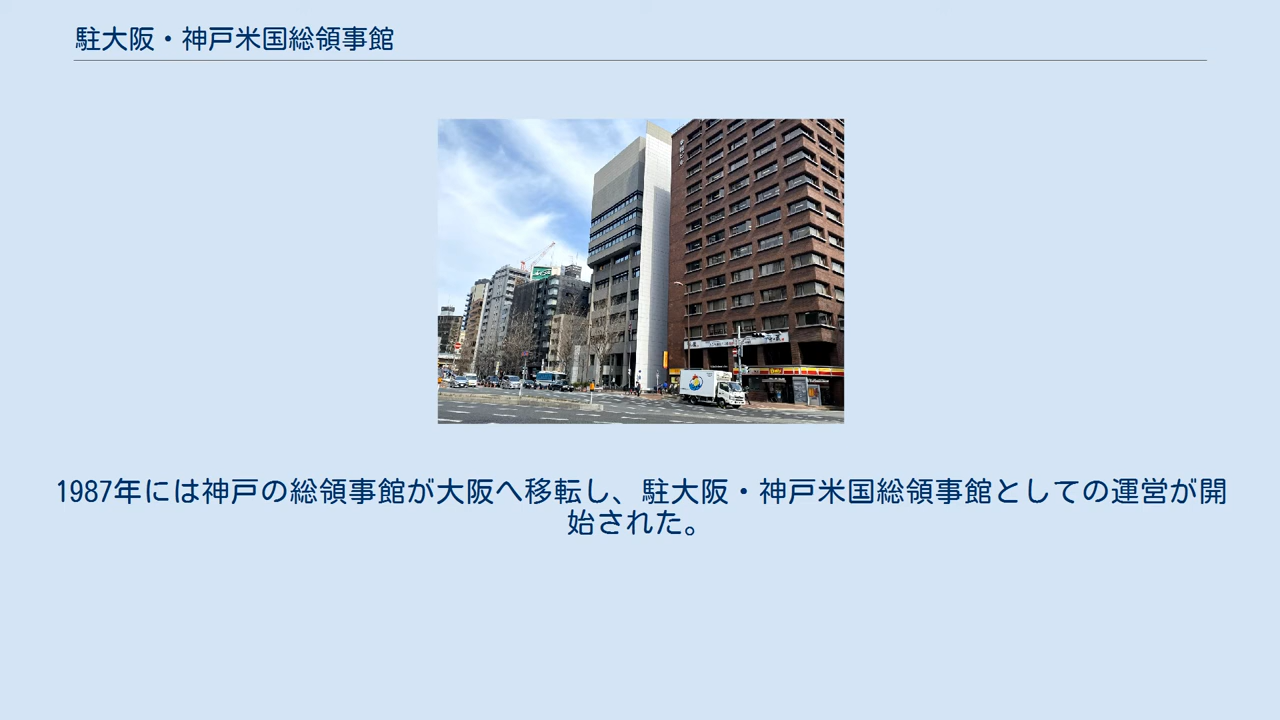 駐大阪・神戸米国総領事館
1987年には神戸の総領事館が大阪へ移転し、駐大阪・神戸米国総領事館としての運営が開
始された。